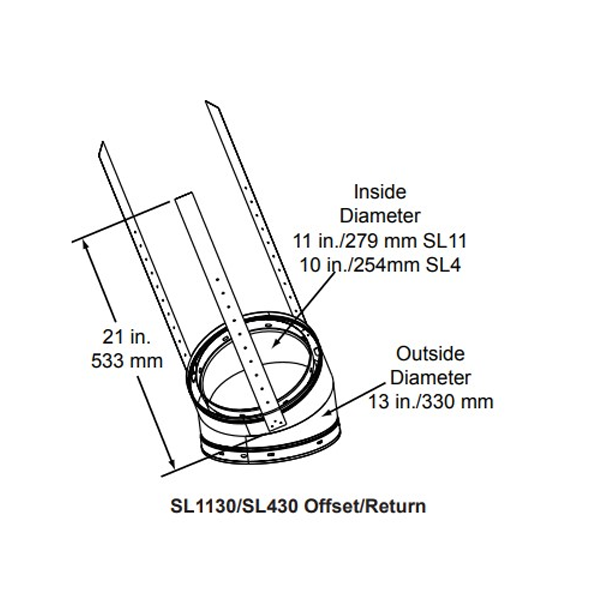 Inside
Diameter
11 in./279 mm SL11
10 in./254mm SL4
21 in.
533 mm
Outside
Diameter
13 in./330 mm
SL1130/SL430 Offset/Return